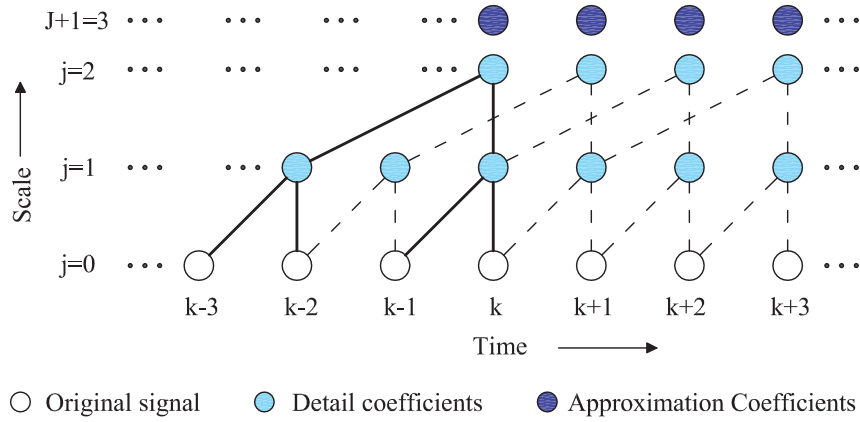 J+1=3
j=2
j=1
j=0
Scale
k-3 k-2 k-1 k k+1 k+2 k+3
Time
Original signal Detail coefficients Approximation Coefficients